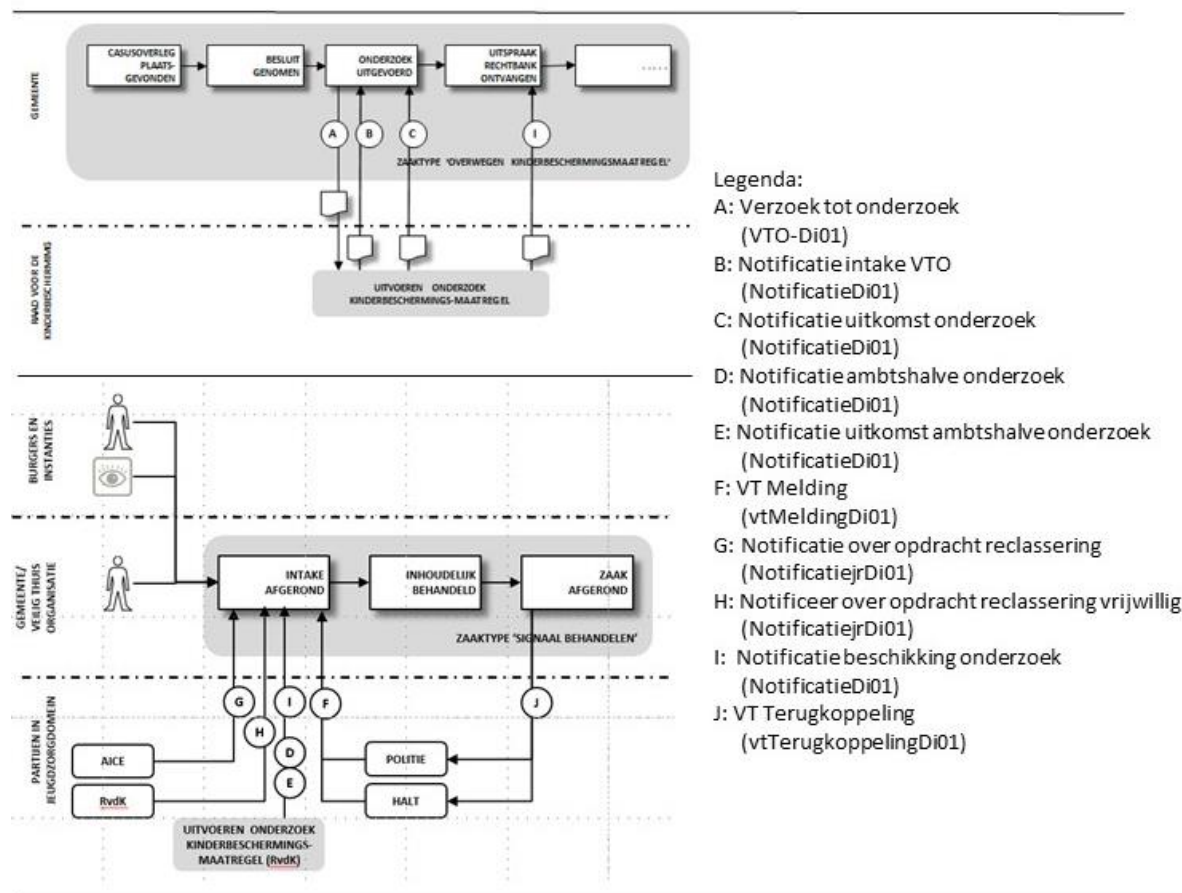 GEMEENTE
CASUSOVERLEG
PLAATS-
GEVONDEN
BESLUIT
GENOMEN
ONDERZOEK
UITGEVOERD
UITSPRAAK
RECHTBANK
ONTVANGEN
.....
A
B
C
I
ZAAKTYPE 'OVERWEGEN KINDERBESCHERMINGSMAATREGEL'
RAAD VOOR DE
KINDERBESCHERMING
UITVOEREN ONDERZOEK
KINDERBESCHERMINGS-MAATREGEL
BURGERS EN
INSTANTIES
GEMEENTE/
VEILIG THUIS
ORGANISATIE
INTAKE
AFGEROND
INHOUDELIJK
BEHANDELD
ZAAK
AFGEROND
ZAAKTYPE 'SIGNAAL BEHANDELEN'
PARTIJEN IN
JEUGDZORGDOMEIN
G
H
I
D
E
F
J
AICE
RvdK
POLITIE
HALT
UITVOEREN ONDERZOEK
KINDERBESCHERMINGS-
MAATREGEL (RvdK)
Legenda:
A: Verzoek tot onderzoek
(VTO-Di01)
B: Notificatie intake VTO
(NotificatieDi01)
C: Notificatie uitkomst onderzoek
(NotificatieDi01)
D: Notificatie ambtshalve onderzoek
(NotificatieDi01)
E: Notificatie uitkomst ambtshalve onderzoek
(NotificatieDi01)
F: VT Melding
(vtMeldingDi01)
G: Notificatie over opdracht reclassering
(NotificatiejrDi01)
H: Notificeer over opdracht reclassering vrijwillig
(NotificatiejrDi01)
I: Notificatie beschikking onderzoek
(NotificatieDi01)
J: VT Terugkoppeling
(vtTerugkoppelingDi01)